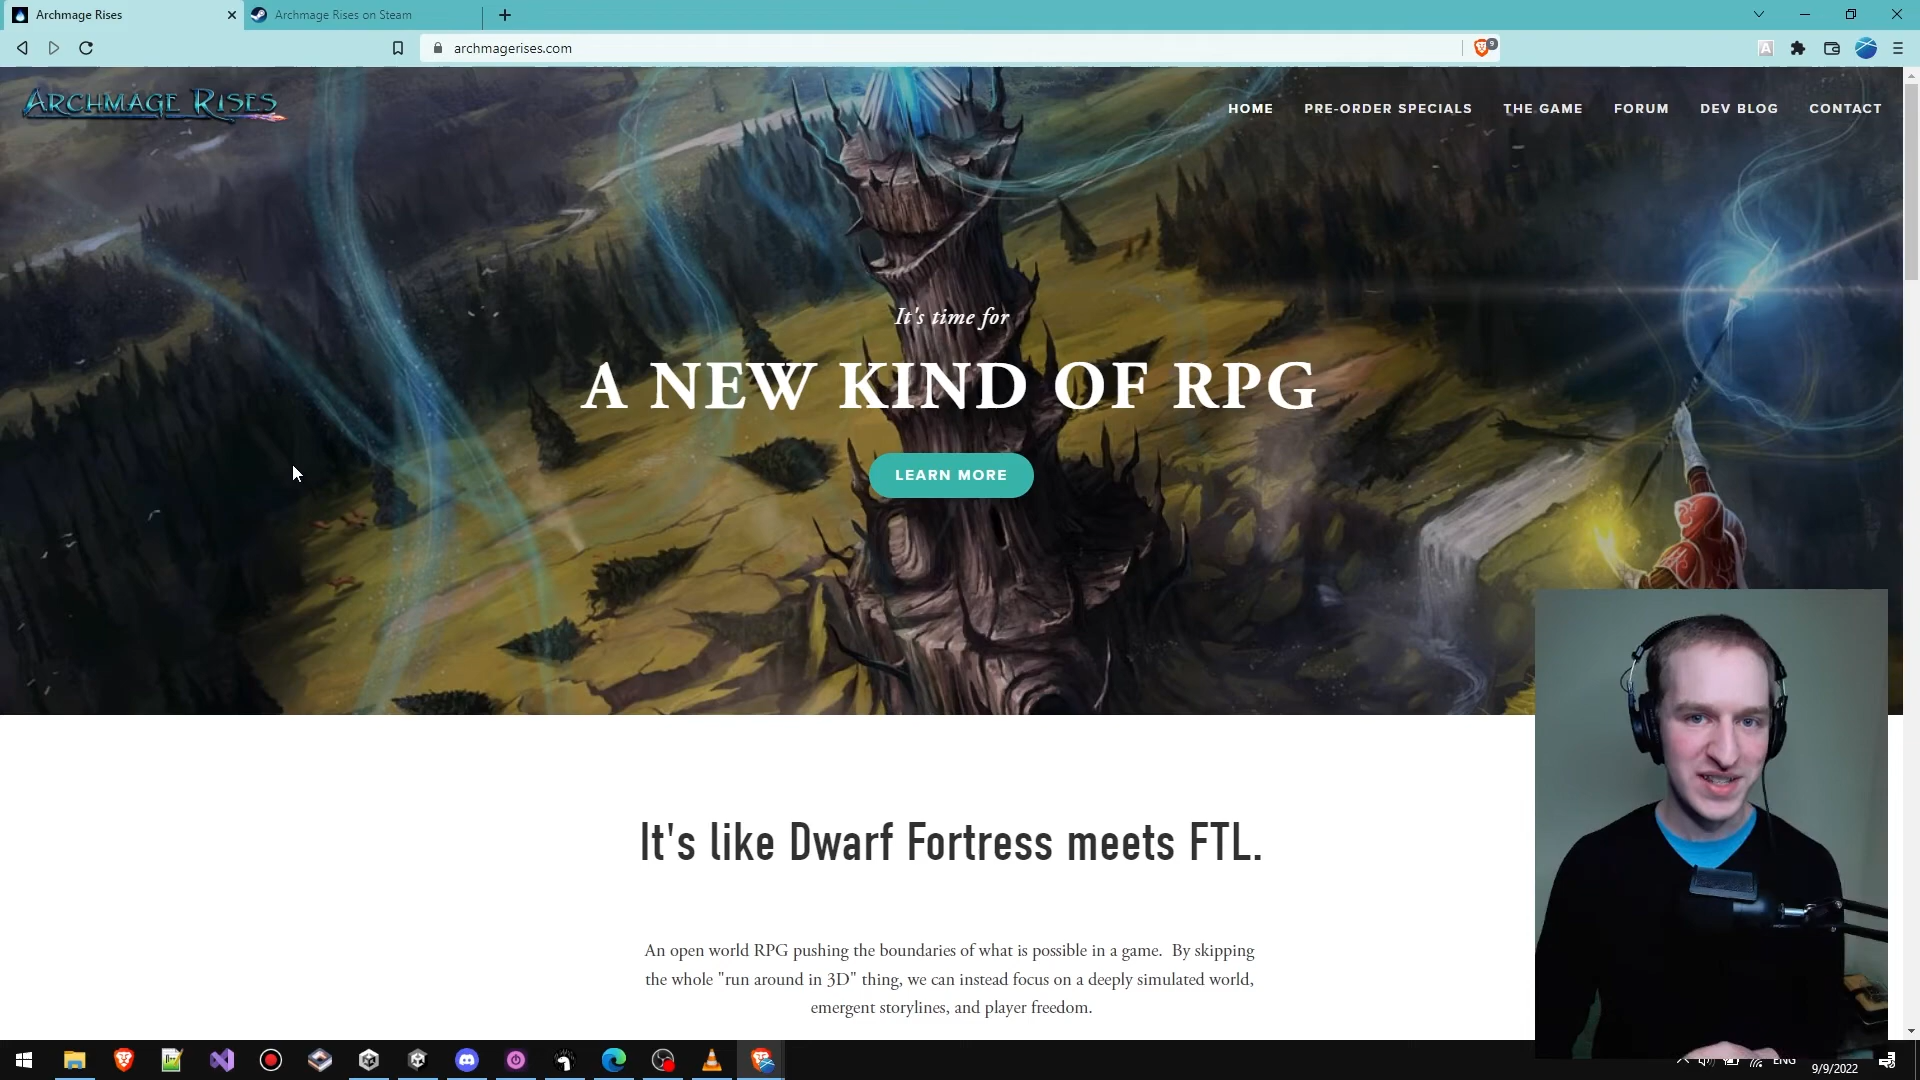 Archmage Rises
Archmage Rises on Steam
archmagerises.com
9
A
ARCHMAGE RISES
HOME
PRE-ORDER SPECIALS
THE GAME
FORUM
DEV BLOG
CONTACT
It's time for
A NEW KIND OF RPG
LEARN MORE
It's like Dwarf Fortress meets FTL.
An open world RPG pushing the boundaries of what is possible in a game. By skipping
the whole "run around in 3D" thing, we can instead focus on a deeply simulated world,
emergent storylines, and player freedom.
ENG
9/9/2022